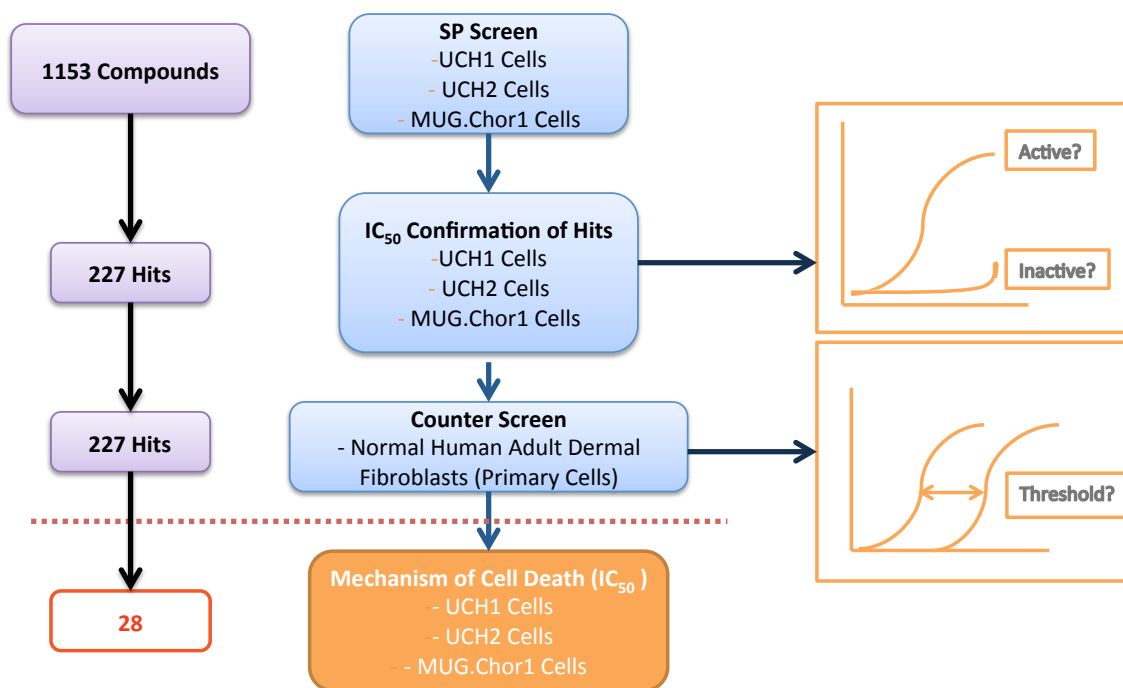 1153 Compounds
227 Hits
227 Hits
28
SP Screen
-UCH1 Cells
- UCH2 Cells
- MUG.Chor1 Cells
IC50 Confirmation of Hits
-UCH1 Cells
- UCH2 Cells
- MUG.Chor1 Cells
Counter Screen
- Normal Human Adult Dermal
Fibroblasts (Primary Cells)
Mechanism of Cell Death (IC50 )
- - UCH1 Cells
- - UCH2 Cells
- - MUG.Chor1 Cells
Active?
Inactive?
Threshold?